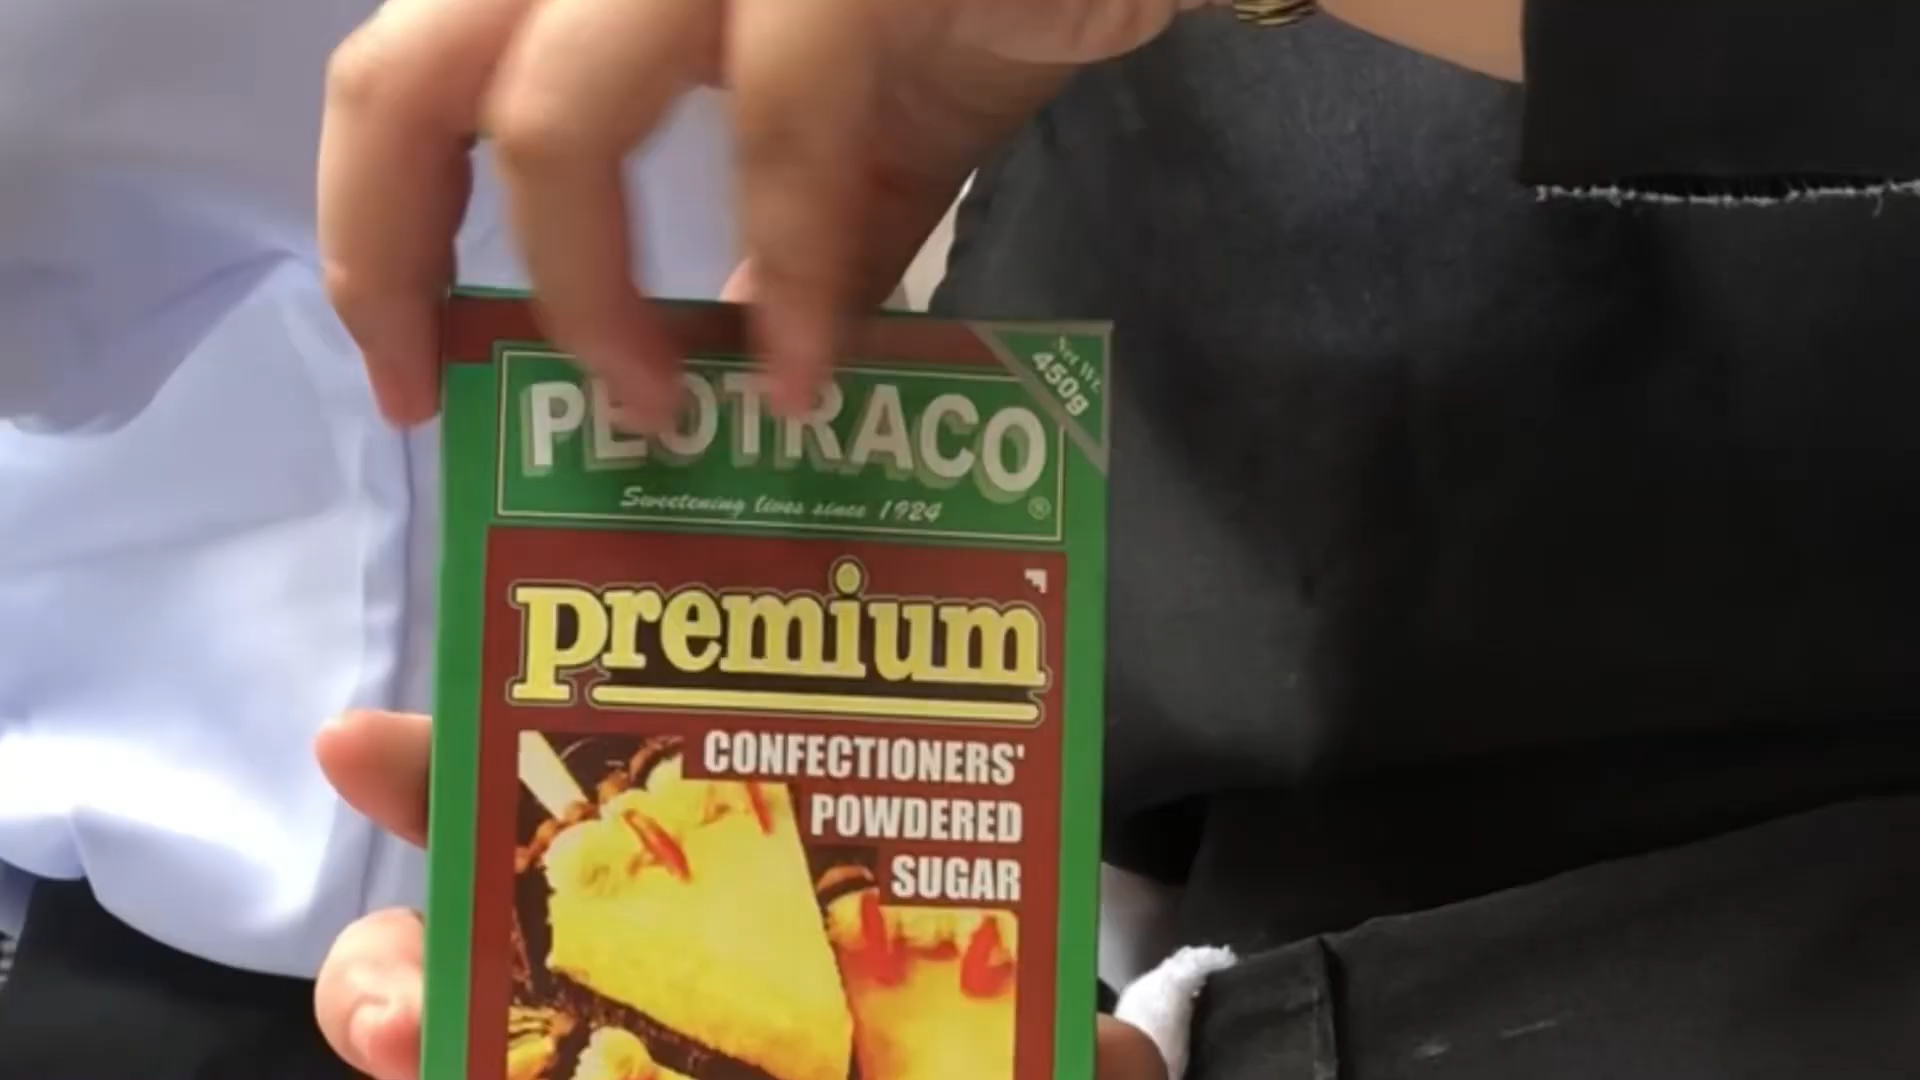 PEOTRACO
Net Wt.
450g
Sweetening lives since 1924
®
premium
CONFECTIONERS'
POWDERED
SUGAR